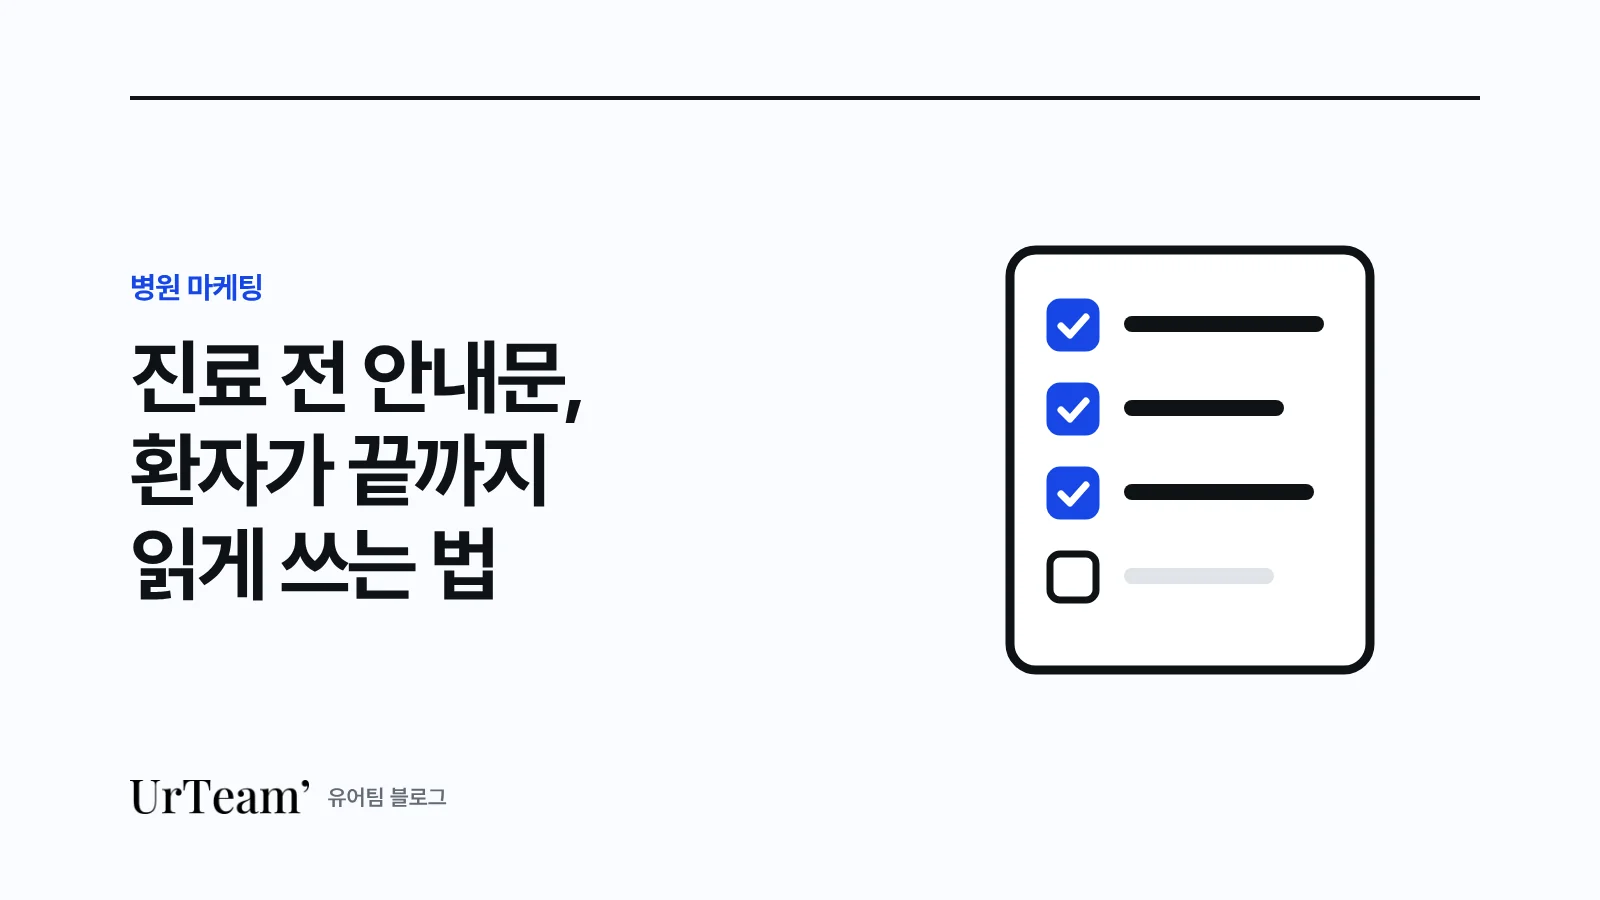 병원 마케팅
진료 전 안내문,
환자가 끝까지
읽게 쓰는 법
UrTeam’ 유어팀 블로그